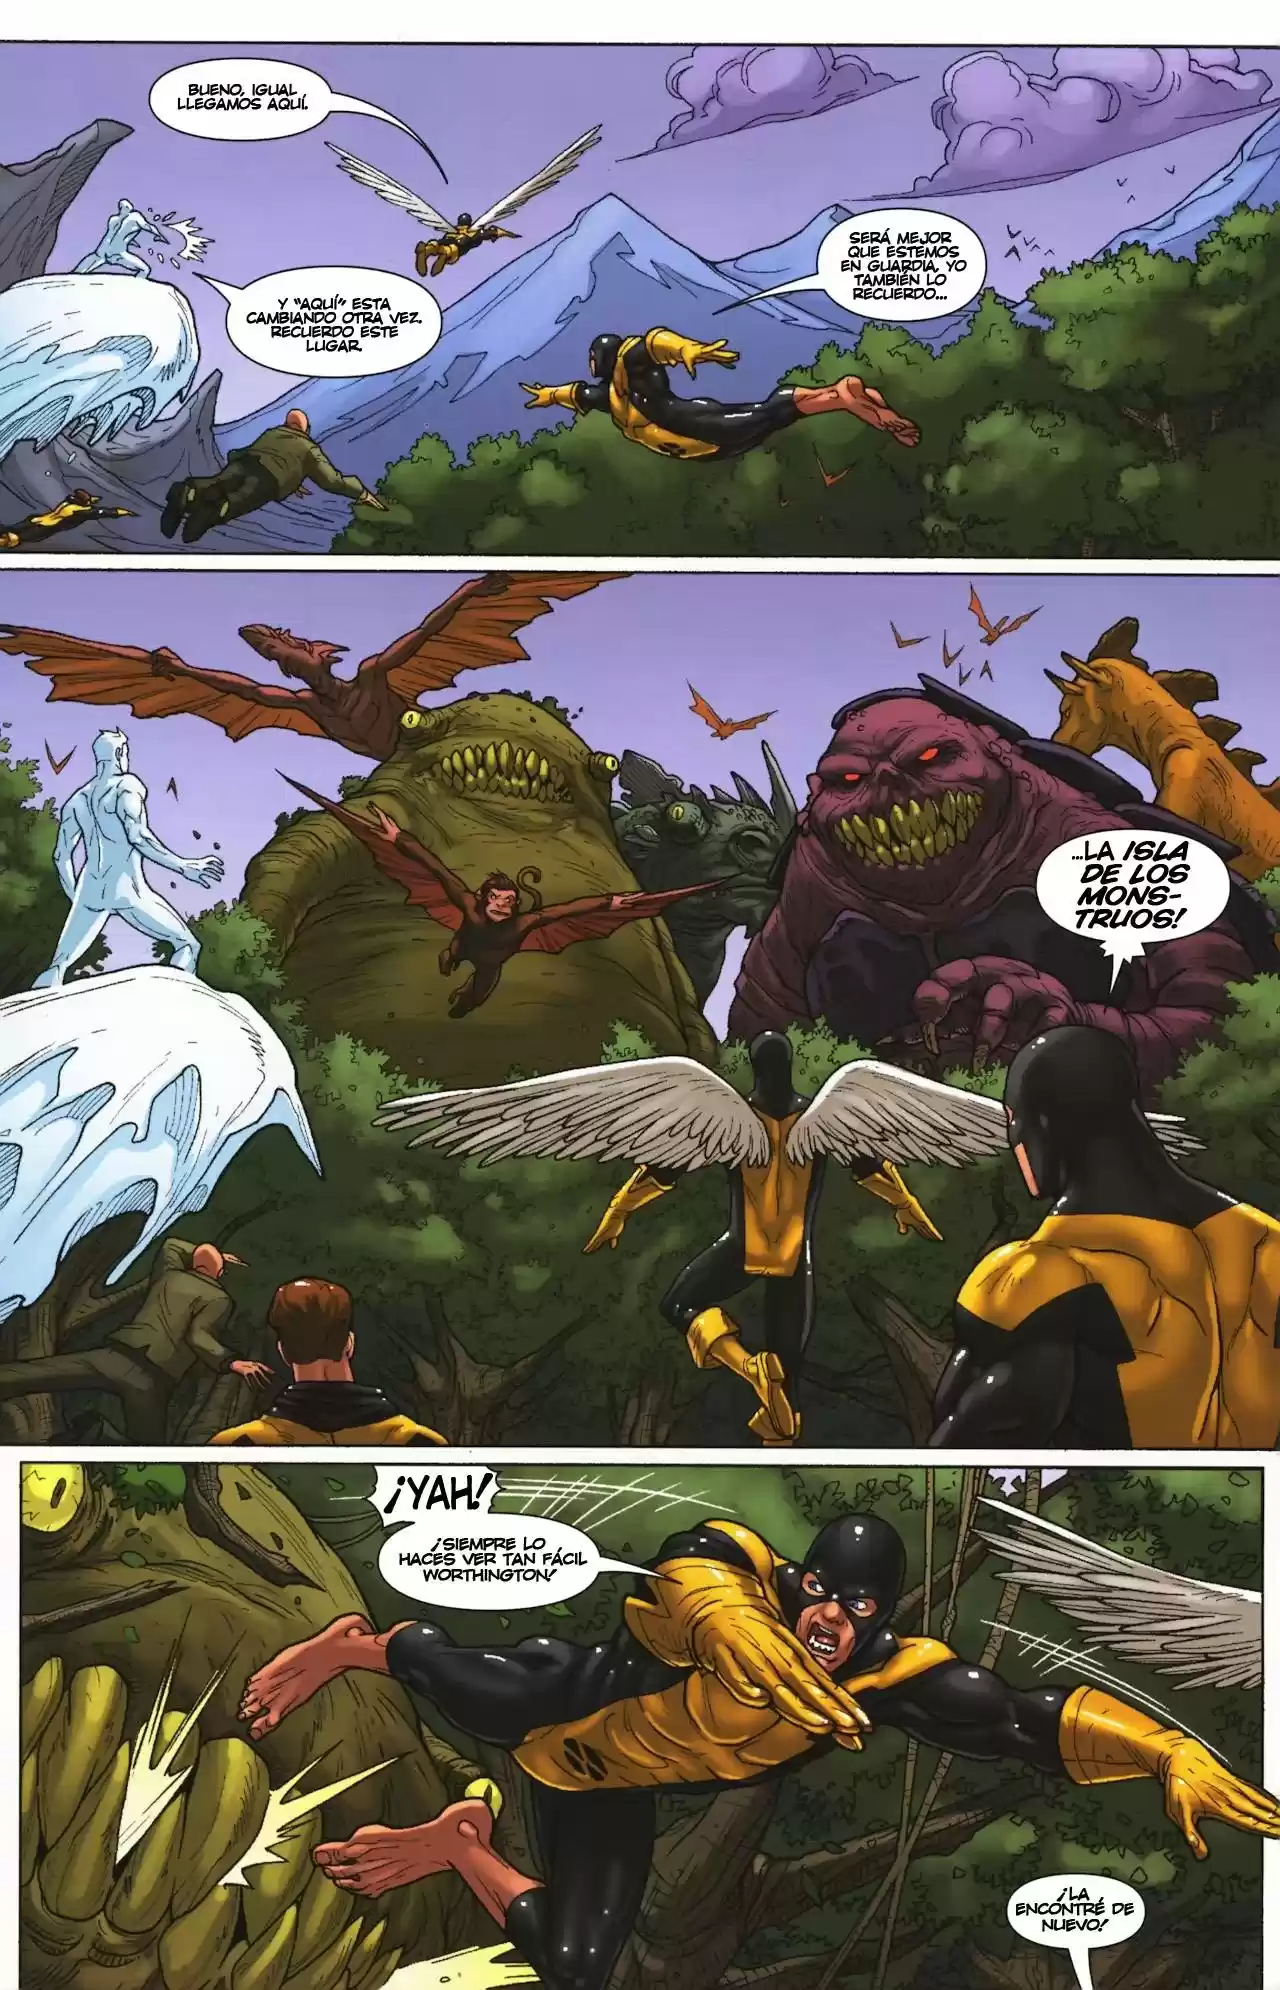 BUENO, IGUAL
LLEGAMOS AQUÍ.
Y "AQUÍ" ESTA
CAMBIANDO OTRA VEZ.
RECUERDO ESTE
LUGAR.
SERÁ MEJOR
QUE ESTEMOS
EN GUARDIA, YO
TAMBIÉN LO
RECUERDO...
...LA ISLA
DE LOS
MONS-
TRUOS!
¡YAH!
¡SIEMPRE LO
HACES VER TAN FÁCIL
WORTHINGTON!
¡LA
ENCONTRÉ DE
NUEVO!